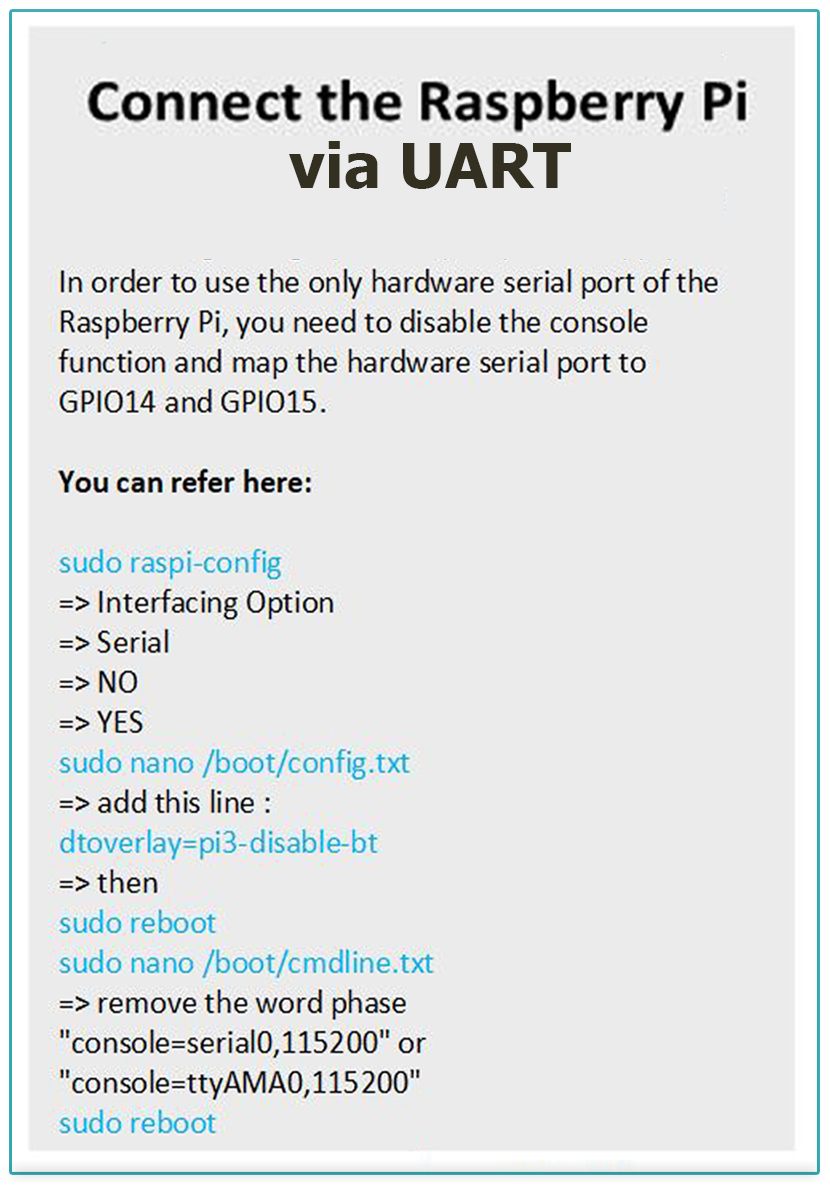 Connect the Raspberry Pi
via UART
In order to use the only hardware serial port of the
Raspberry Pi, you need to disable the console
function and map the hardware serial port to
GPIO14 and GPIO15.
You can refer here:
sudo raspi-config
=> Interfacing Option
=> Serial
=> NO
=> YES
sudo nano /boot/config.txt
=> add this line :
dtoverlay=pi3-disable-bt
=> then
sudo reboot
sudo nano /boot/cmdline.txt
=> remove the word phase
"console=serial0,115200" or
"console=ttyAMA0,115200"
sudo reboot